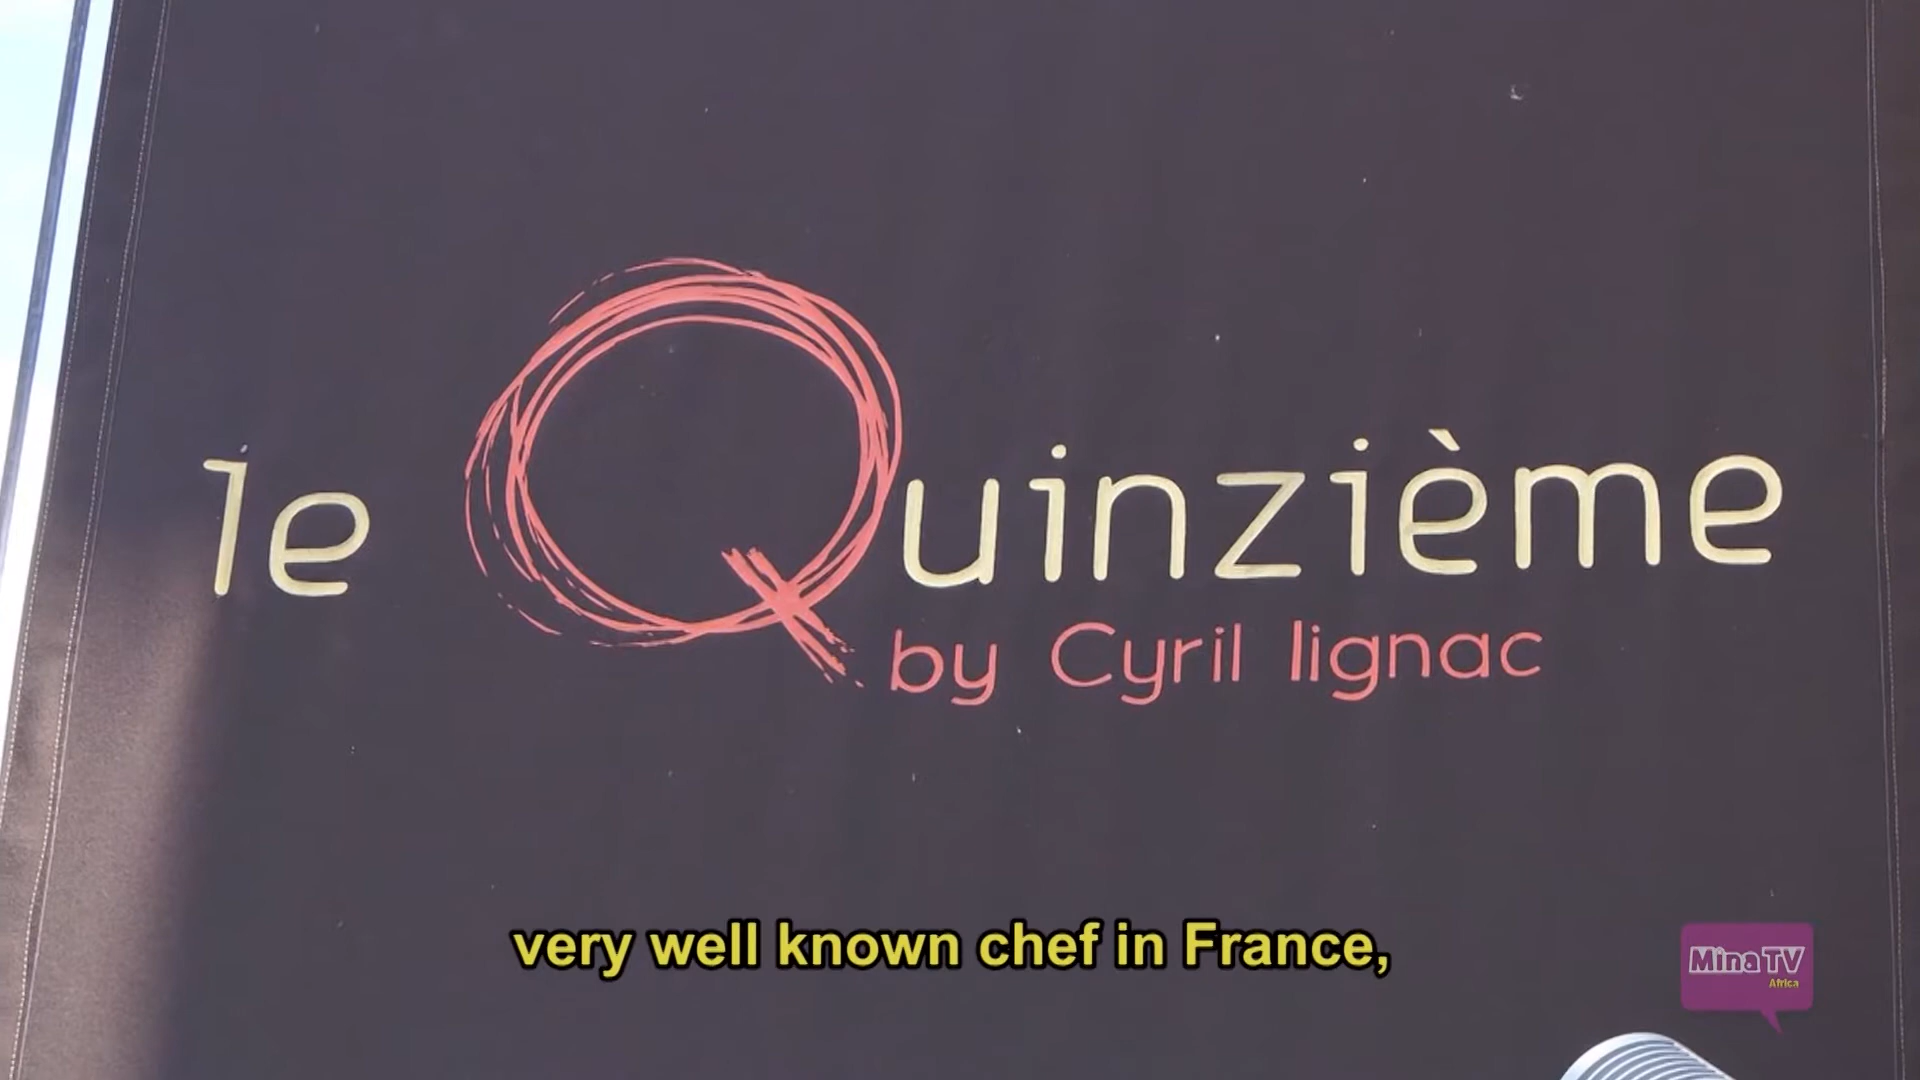 le Quinzième
by Cyril lignac
very well known chef in France,
Mina TV
Africa